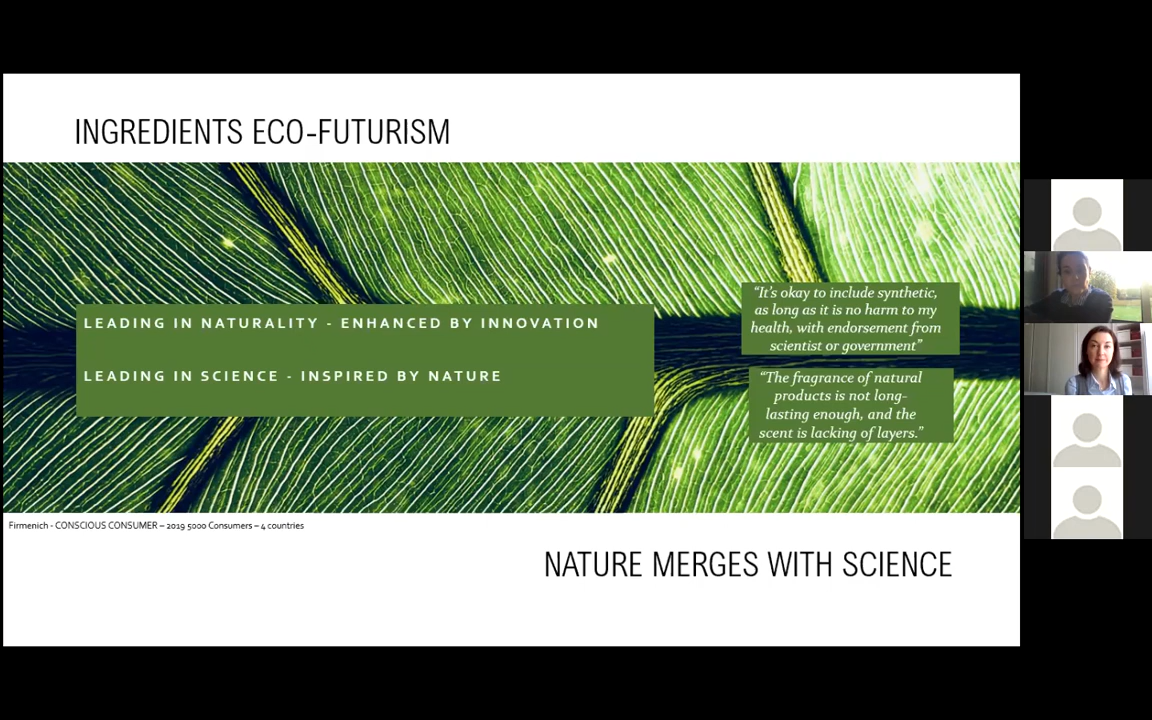 INGREDIENTS ECO-FUTURISM
LEADING IN NATURALITY - ENHANCED BY INNOVATION
LEADING IN SCIENCE - INSPIRED BY NATURE
“It’s okay to include synthetic,
as long as it is no harm to my
health, with endorsement from
scientist or government”
“The fragrance of natural
products is not long-
lasting enough, and the
scent is lacking of layers.”
Firmenich - CONSCIOUS CONSUMER – 2019 5000 Consumers – 4 countries
NATURE MERGES WITH SCIENCE